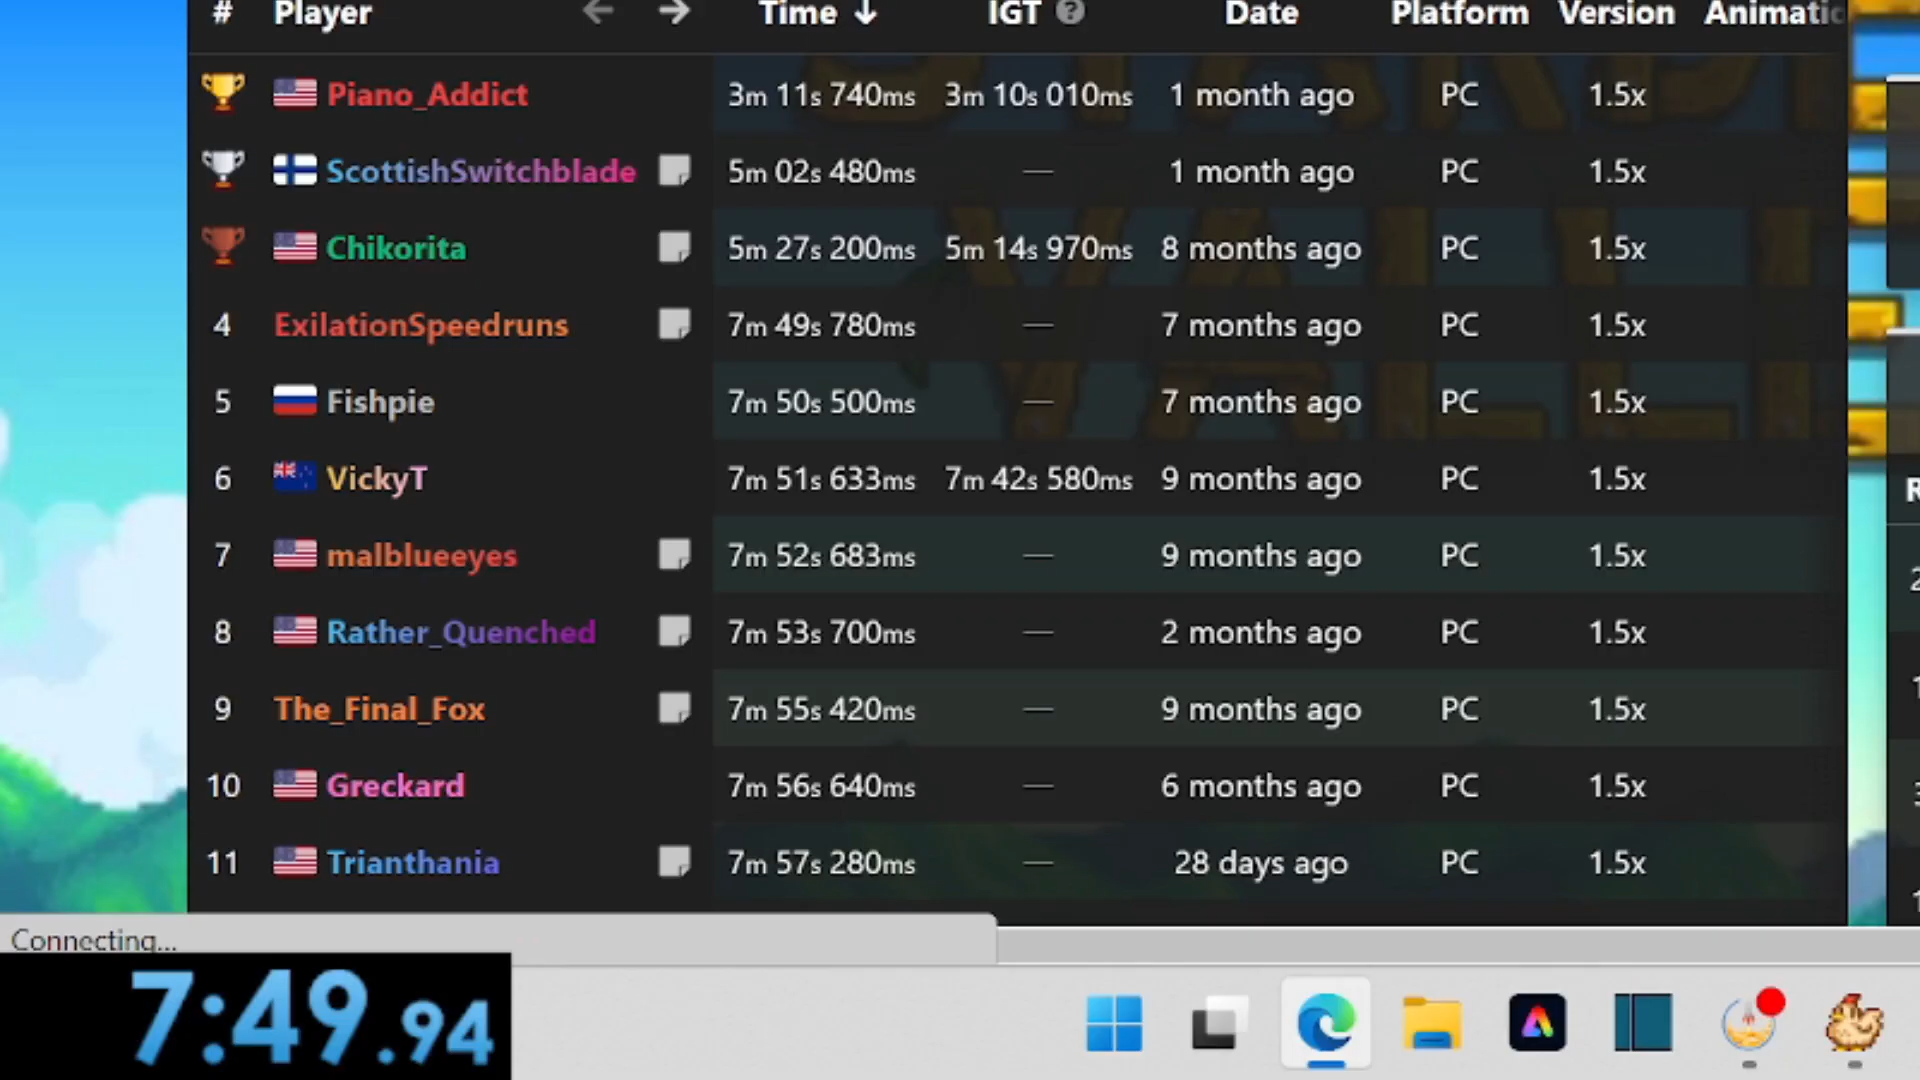 # Player ← → Time ↓ IGT ? Date Platform Version Animatio
Piano_Addict 3m 11s 740ms 3m 10s 010ms 1 month ago PC 1.5x
ScottishSwitchblade 5m 02s 480ms — 1 month ago PC 1.5x
Chikorita 5m 27s 200ms 5m 14s 970ms 8 months ago PC 1.5x
4 ExilationSpeedruns 7m 49s 780ms — 7 months ago PC 1.5x
5 Fishpie 7m 50s 500ms — 7 months ago PC 1.5x
6 VickyT 7m 51s 633ms 7m 42s 580ms 9 months ago PC 1.5x
7 malblueeyes 7m 52s 683ms — 9 months ago PC 1.5x
8 Rather_Quenched 7m 53s 700ms — 2 months ago PC 1.5x
9 The_Final_Fox 7m 55s 420ms — 9 months ago PC 1.5x
10 Greckard 7m 56s 640ms — 6 months ago PC 1.5x
11 Trianthania 7m 57s 280ms — 28 days ago PC 1.5x
Connecting...
7:49.94